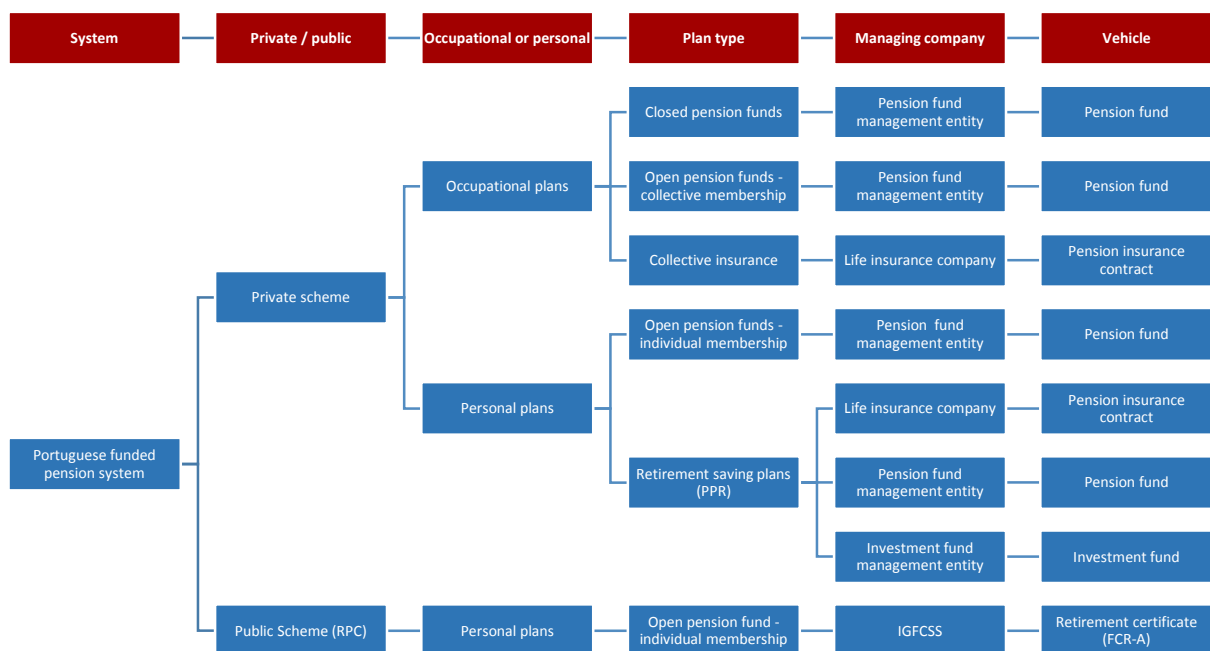 System
Private / public
Occupational or personal
Plan type
Managing company
Vehicle
Closed pension funds
Pension fund
management entity
Pension fund
Occupational plans
Open pension funds -
collective membership
Pension fund
management entity
Pension fund
Collective insurance
Life insurance company
Pension insurance
contract
Private scheme
Open pension funds -
individual membership
Pension fund
management entity
Pension fund
Personal plans
Life insurance company
Pension insurance
contract
Portuguese funded
pension system
Retirement saving plans
(PPR)
Pension fund
management entity
Pension fund
Investment fund
management entity
Investment fund
Public Scheme (RPC)
Personal plans
Open pension fund -
individual membership
IGFCSS
Retirement certificate
(FCR-A)